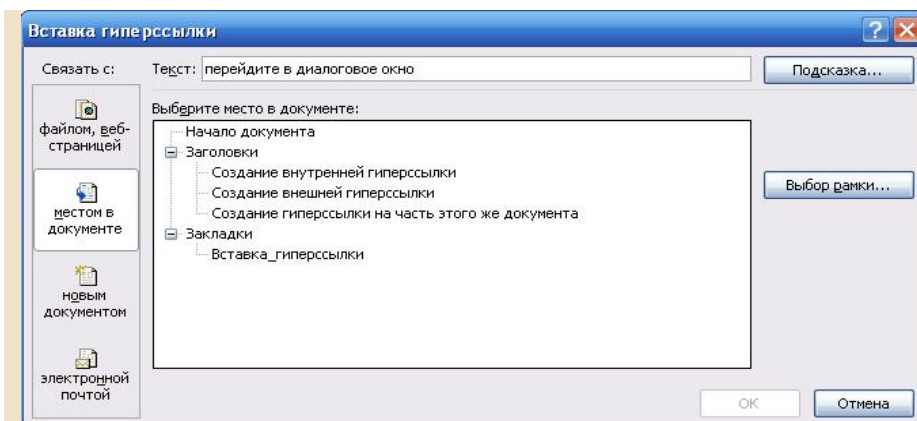 Вставка гиперссылки
Связать с:
Текст: перейдите в диалоговое окно
Подсказка...
Выберите место в документе:
файлом, веб-
страницей
местом в
документе
новым
документом
электронной
почтой
Начало документа
Заголовки
Создание внутренней гиперссылки
Создание внешней гиперссылки
Создание гиперссылки на часть этого же документа
Закладки
Вставка_гиперссылки
Выбор рамки...
ОК
Отмена